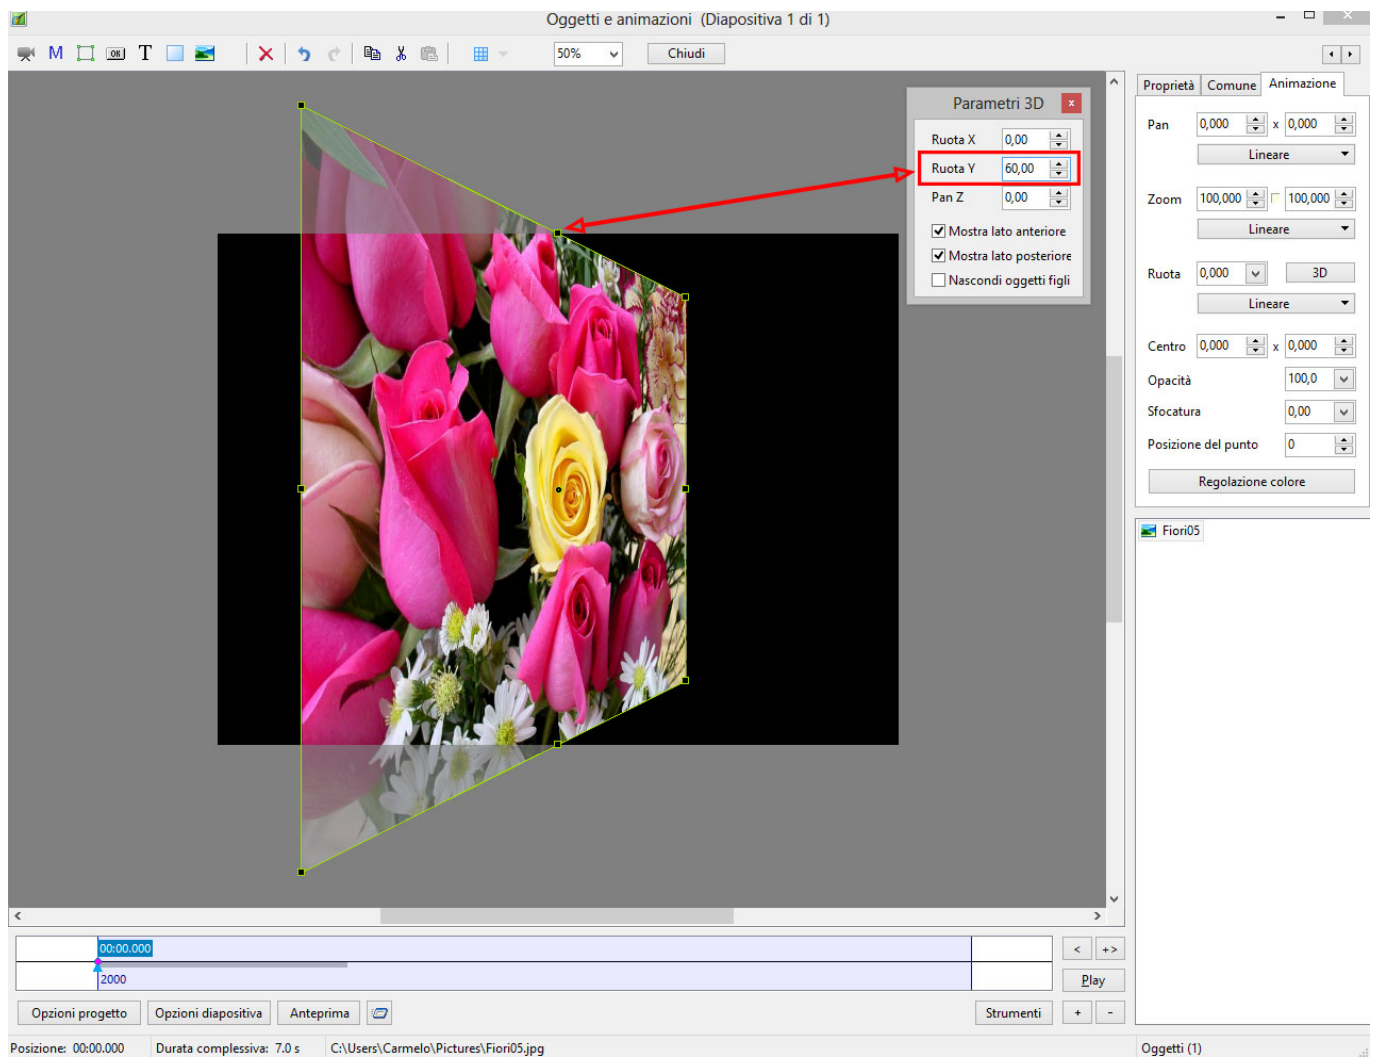 Oggetti e animazioni (Diapositiva 1 di 1)
M OK T 50% Chiudi
Parametri 3D x
Ruota X 0,00
Ruota Y 60,00
Pan Z 0,00
Mostra lato anteriore
Mostra lato posteriore
Nascondi oggetti figli
Proprietà Comune Animazione
Pan 0,000 x 0,000
Lineare
Zoom 100,000 100,000
Lineare
Ruota 0,000 3D
Lineare
Centro 0,000 x 0,000
Opacità 100,0
Sfocatura 0,00
Posizione del punto 0
Regolazione colore
Fiori05
00:00.000
2000
< +>
Play
Opzioni progetto Opzioni diapositiva Anteprima Strumenti + -
Posizione: 00:00.000 Durata complessiva: 7.0 s C:\Users\Carmelo\Pictures\Fiori05.jpg Oggetti (1)